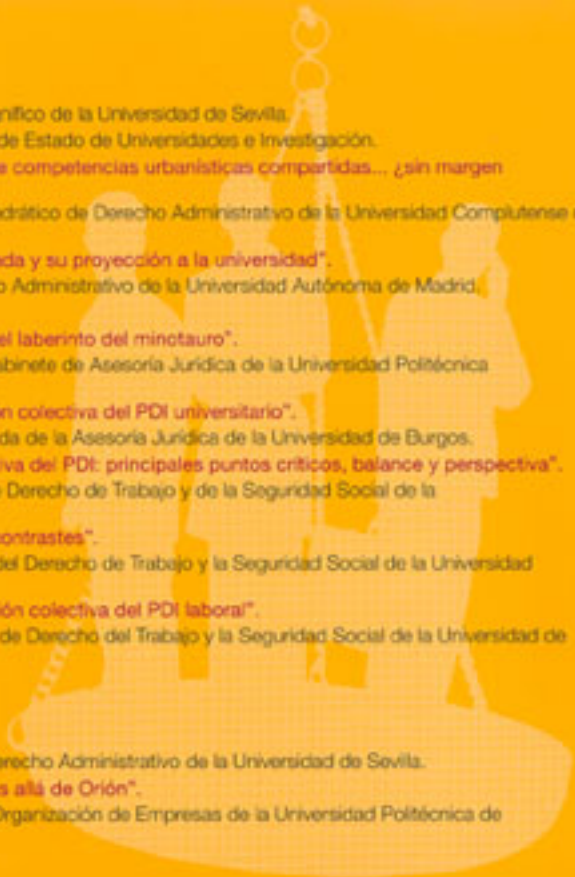 nífico de la Universidad de Sevilla.
de Estado de Universidades e Investigación.
e competencias urbanísticas compartidas... ¿sin margen
drático de Derecho Administrativo de la Universidad Complutense
da y su proyección a la universidad".
o Administrativo de la Universidad Autónoma de Madrid.
el laberinto del minotauro".
abinete de Asesoría Jurídica de la Universidad Politécnica
n colectiva del PDI universitario".
da de la Asesoría Jurídica de la Universidad de Burgos.
iva del PDI: principales puntos críticos, balance y perspectiva".
e Derecho de Trabajo y de la Seguridad Social de la
contrastes".
del Derecho de Trabajo y la Seguridad Social de la Universidad
ión colectiva del PDI laboral".
de Derecho del Trabajo y la Seguridad Social de la Universidad de
erecho Administrativo de la Universidad de Sevilla.
s allá de Orión".
Organización de Empresas de la Universidad Politécnica de